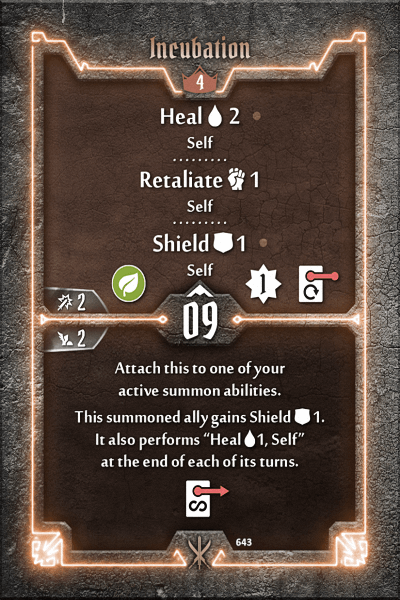 Incubation
4
Heal 2
Self
Retaliate 1
Self
Shield 1
Self
1
2
09
2
Attach this to one of your
active summon abilities.
This summoned ally gains Shield 1.
It also performs “Heal 1, Self”
at the end of each of its turns.
643